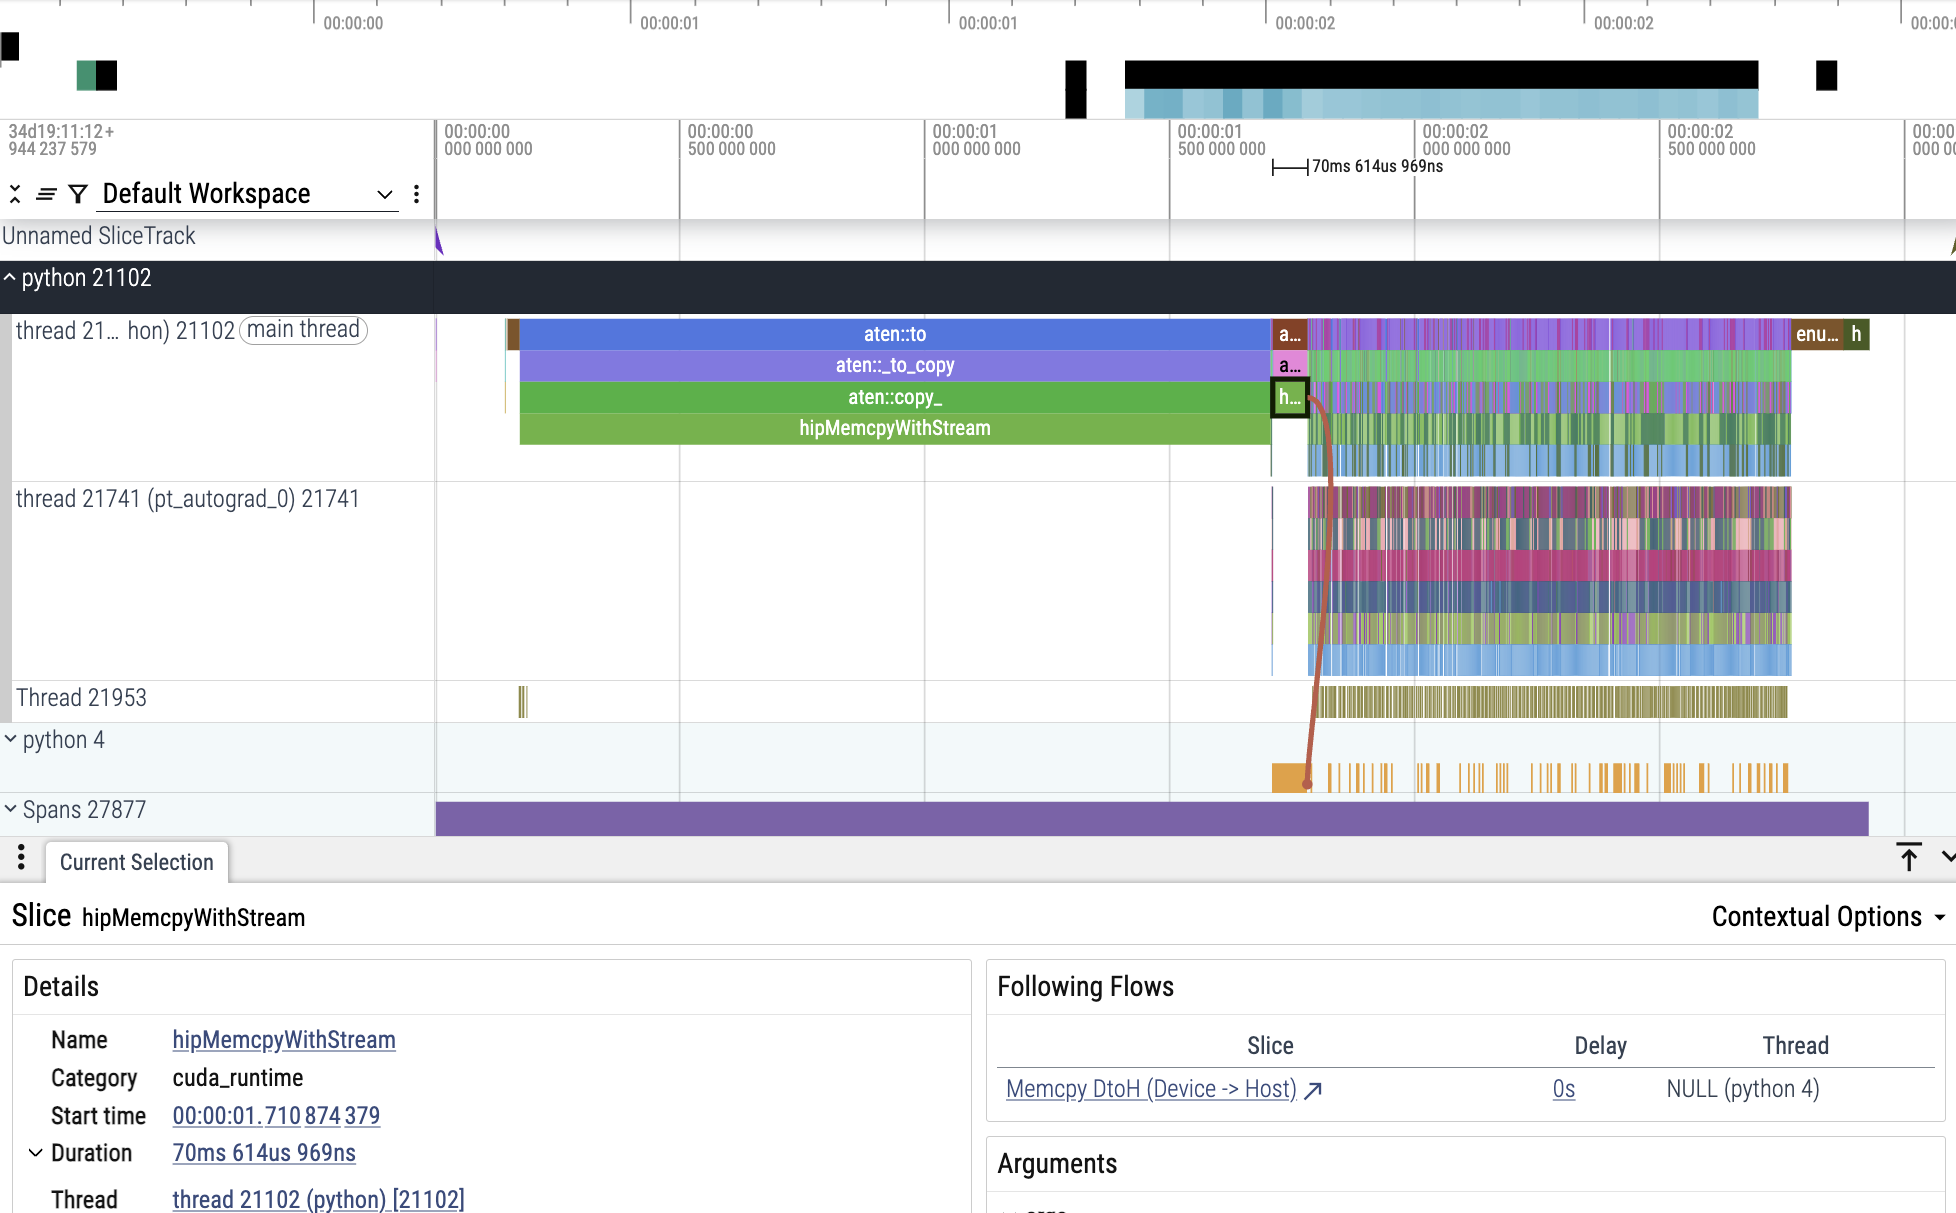 00:00:00 00:00:01 00:00:01 00:00:02 00:00:02
34d19:11:12+ 00:00:00 00:00:00 00:00:01 00:00:01 00:00:02 00:00:02 00:00
944 237 579 000 000 000 500 000 000 000 000 000 500 000 000 000 000 000 500 000 000
70ms 614us 969ns
Default Workspace
Unnamed SliceTrack
python 21102
thread 21... hon) 21102 main thread aten::to a... enu... h
aten::_to_copy a...
aten::copy_ h...
hipMemcpyWithStream
thread 21741 (pt_autograd_0) 21741
Thread 21953
python 4
Spans 27877
Current Selection
Slice hipMemcpyWithStream Contextual Options
Details
Name hipMemcpyWithStream
Category cuda_runtime
Start time 00:00:01.710 874 379
Duration 70ms 614us 969ns
Thread thread 21102 (python) [21102]
Following Flows
Slice Delay Thread
Memcpy DtoH (Device -> Host) 0s NULL (python 4)
Arguments